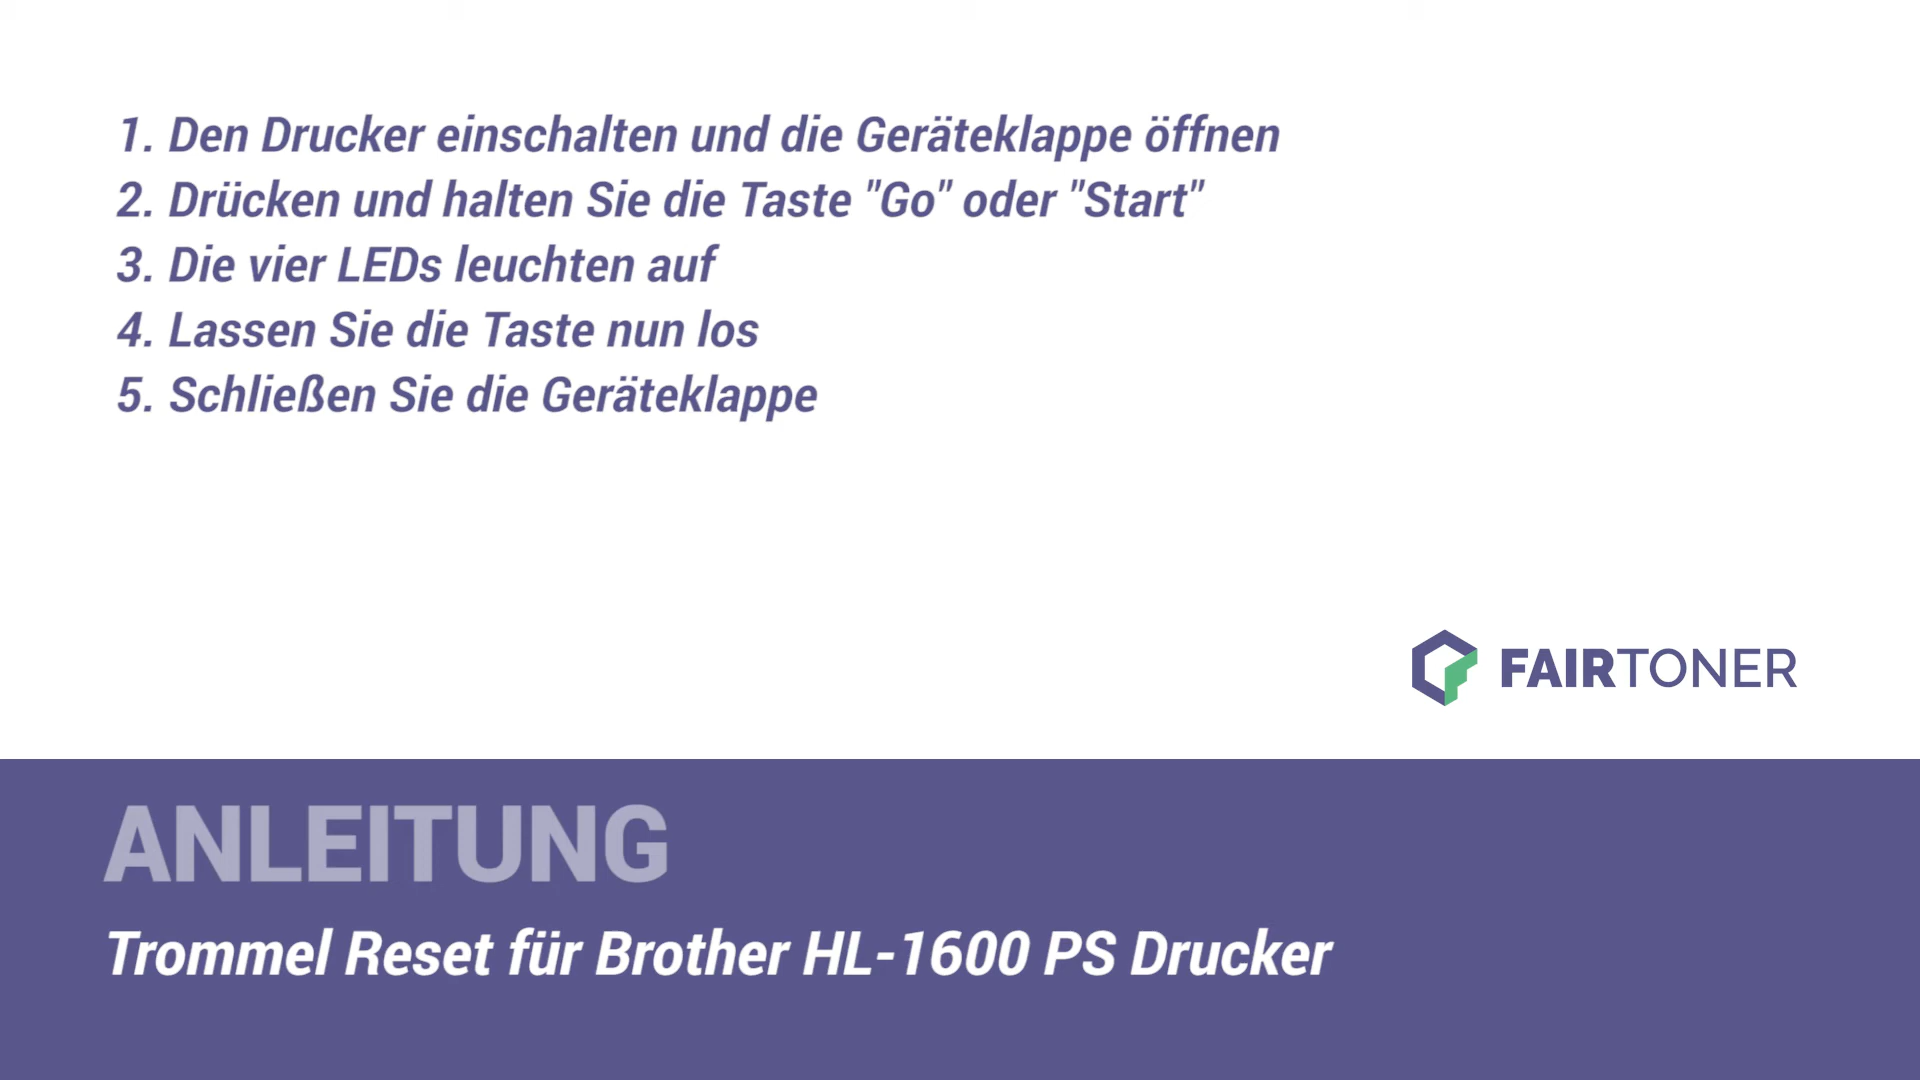 1. Den Drucker einschalten und die Geräteklappe öffnen
2. Drücken und halten Sie die Taste "Go" oder "Start"
3. Die vier LEDs leuchten auf
4. Lassen Sie die Taste nun los
5. Schließen Sie die Geräteklappe
FAIRTONER
ANLEITUNG
Trommel Reset für Brother HL-1600 PS Drucker